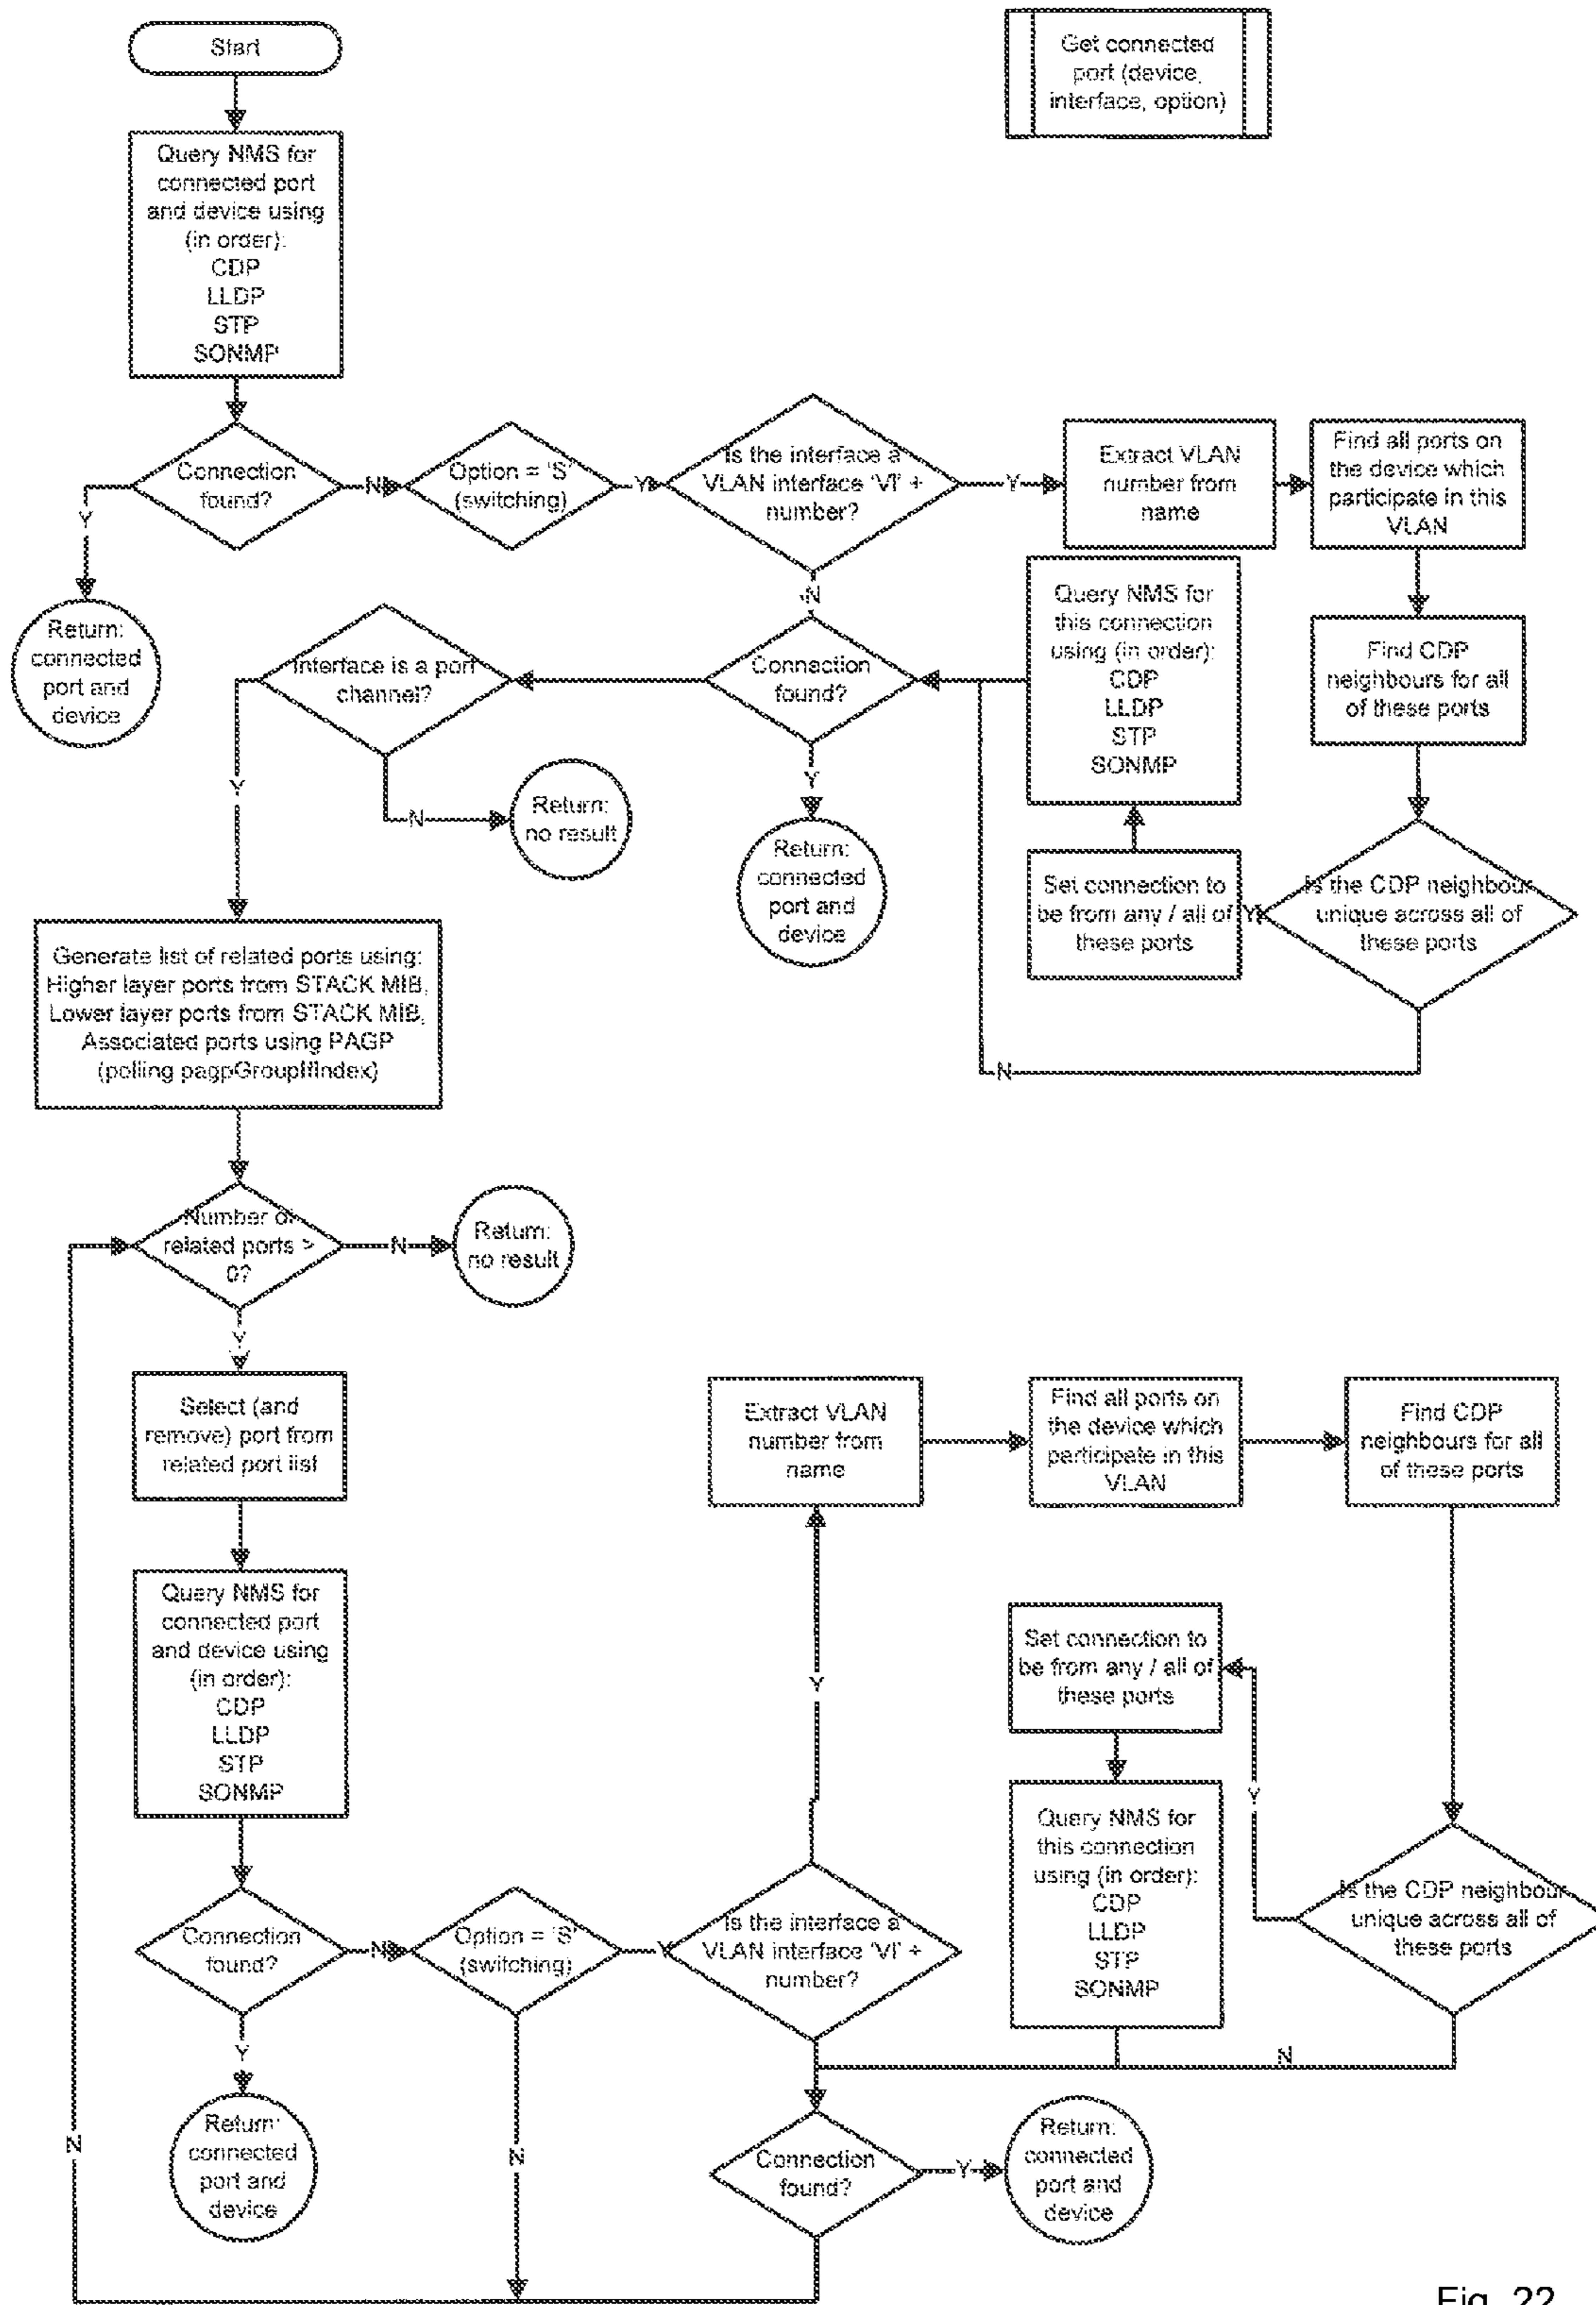 Start
Get connected
port (device,
interface, option)
Query NMS for
connected port
and device using
(in order):
CDP
LLDP
STP
SONMP
Connection
found?
N
Option = 'S'
(switching)
Y
Is the interface a
VLAN interface 'Vl' +
number?
Y
Extract VLAN
number from
name
Find all ports on
the device which
participate in this
VLAN
Y
Return:
connected
port and
device
N
Interface is a port
channel?
Connection
found?
Query NMS for
this connection
using (in order):
CDP
LLDP
STP
SONMP
Find CDP
neighbours for all
of these ports
Y
N
Return:
no result
Y
Return:
connected
port and
device
Set connection to
be from any / all of
these ports
Y
Is the CDP neighbour
unique across all of
these ports
N
Generate list of related ports using:
Higher layer ports from STACK MIB,
Lower layer ports from STACK MIB,
Associated ports using PAGP
(polling pagpGroupIfIndex)
Number of
related ports >
0?
N
Return:
no result
Y
Select (and
remove) port from
related port list
Extract VLAN
number from
name
Find all ports on
the device which
participate in this
VLAN
Find CDP
neighbours for all
of these ports
Query NMS for
connected port
and device using
(in order):
CDP
LLDP
STP
SONMP
Y
Set connection to
be from any / all of
these ports
Y
Query NMS for
this connection
using (in order):
CDP
LLDP
STP
SONMP
Is the CDP neighbour
unique across all of
these ports
Connection
found?
N
Option = 'S'
(switching)
Y
Is the interface a
VLAN interface 'Vl' +
number?
N
Y
Return:
connected
port and
device
N
N
Connection
found?
Y
Return:
connected
port and
device
Fig. 22